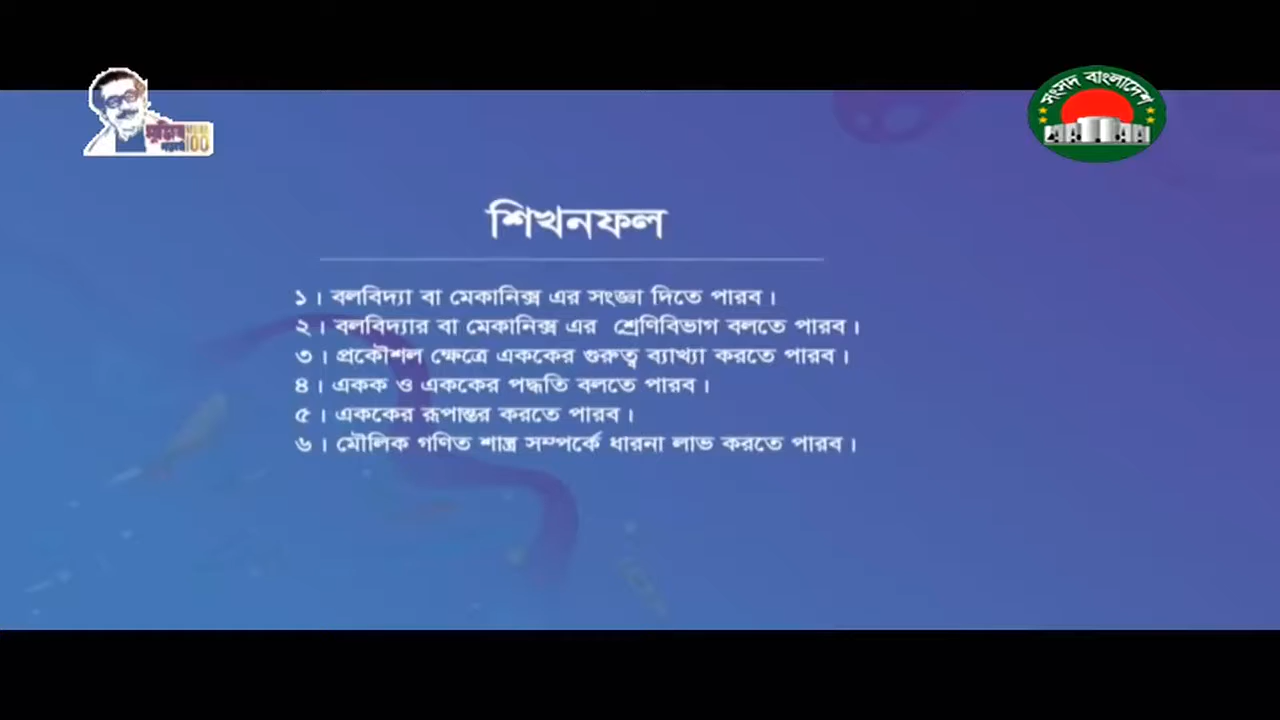 সংসদ বাংলাদেশ
100
শিখনফল
১। বলবিদ্যা বা মেকানিক্স এর সংজ্ঞা দিতে পারব।
২। বলবিদ্যার বা মেকানিক্স এর শ্রেণিবিভাগ বলতে পারব।
৩। প্রকৌশল ক্ষেত্রে এককের গুরুত্ব ব্যাখ্যা করতে পারব।
৪। একক ও এককের পদ্ধতি বলতে পারব।
৫। এককের রূপান্তর করতে পারব।
৬। মৌলিক গণিত শাস্ত্র সম্পর্কে ধারনা লাভ করতে পারব।